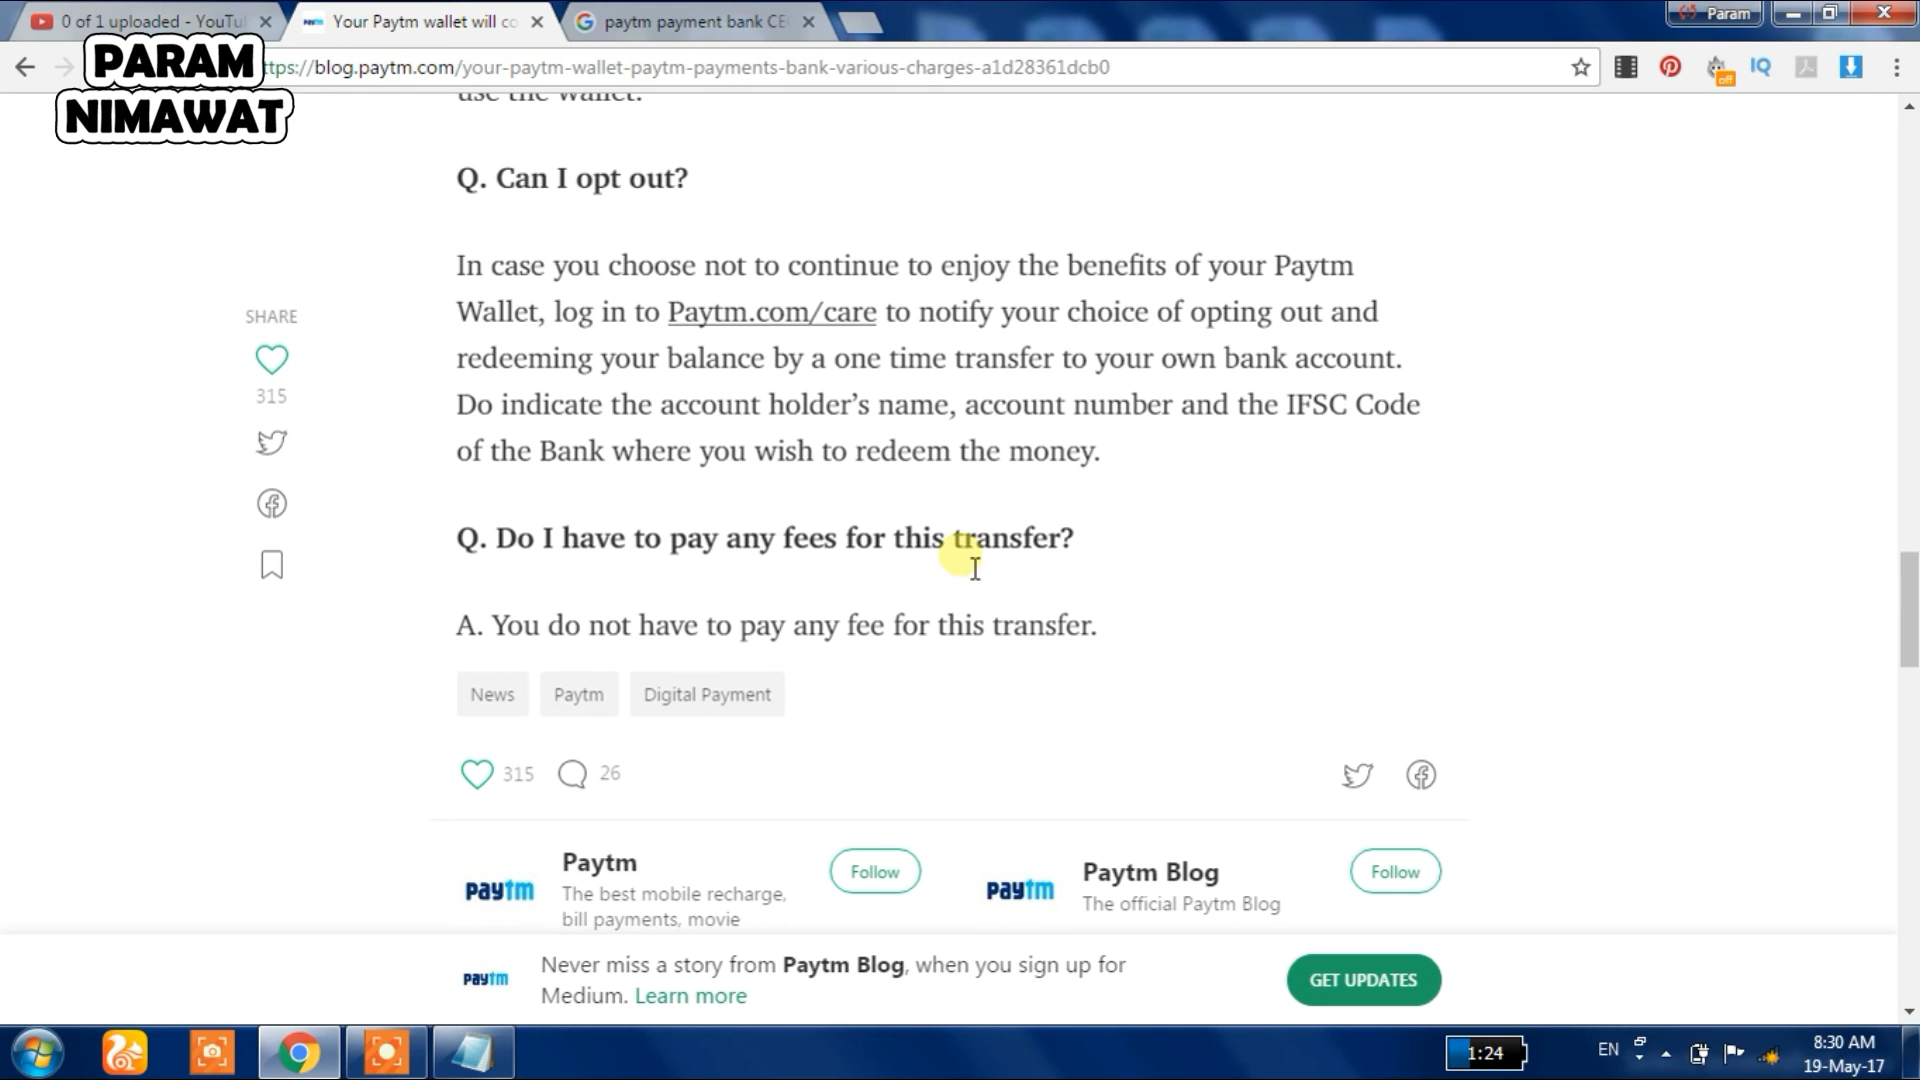 0 of 1 uploaded - YouTu
Your Paytm wallet will co
paytm payment bank CE
Param
PARAM
NIMAWAT
ttps://blog.paytm.com/your-paytm-wallet-paytm-payments-bank-various-charges-a1d28361dcb0
off
IQ
use the wallet.
Q. Can I opt out?
In case you choose not to continue to enjoy the benefits of your Paytm
Wallet, log in to Paytm.com/care to notify your choice of opting out and
redeeming your balance by a one time transfer to your own bank account.
Do indicate the account holder’s name, account number and the IFSC Code
of the Bank where you wish to redeem the money.
SHARE
315
Q. Do I have to pay any fees for this transfer?
A. You do not have to pay any fee for this transfer.
News
Paytm
Digital Payment
315
26
paytm
Paytm
The best mobile recharge,
bill payments, movie
Follow
paytm
Paytm Blog
The official Paytm Blog
Follow
paytm
Never miss a story from Paytm Blog, when you sign up for
Medium. Learn more
GET UPDATES
1:24
EN
8:30 AM
19-May-17